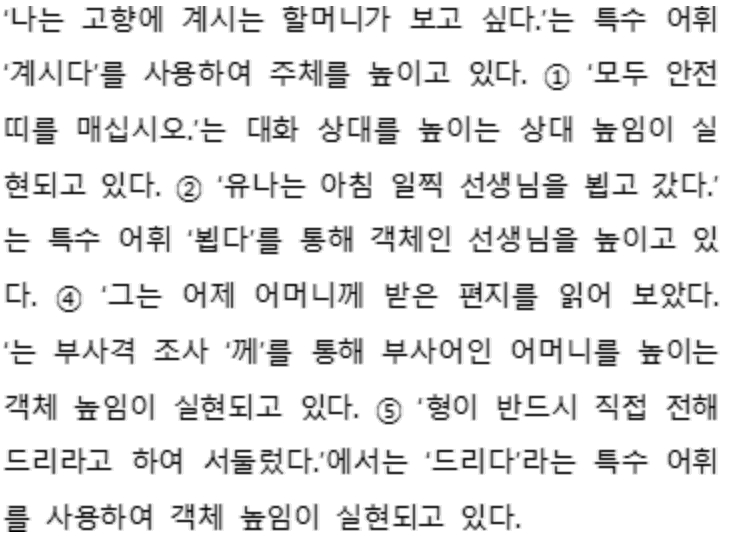 ‘나는 고향에 계시는 할머니가 보고 싶다.’는 특수 어휘
‘계시다’를 사용하여 주체를 높이고 있다. ① ‘모두 안전
띠를 매십시오.’는 대화 상대를 높이는 상대 높임이 실
현되고 있다. ② ‘유나는 아침 일찍 선생님을 뵙고 갔다.’
는 특수 어휘 ‘뵙다’를 통해 객체인 선생님을 높이고 있
다. ④ ‘그는 어제 어머니께 받은 편지를 읽어 보았다.
‘는 부사격 조사 ‘께’를 통해 부사어인 어머니를 높이는
객체 높임이 실현되고 있다. ⑤ ‘형이 반드시 직접 전해
드리라고 하여 서둘렀다.’에서는 ‘드리다’라는 특수 어휘
를 사용하여 객체 높임이 실현되고 있다.